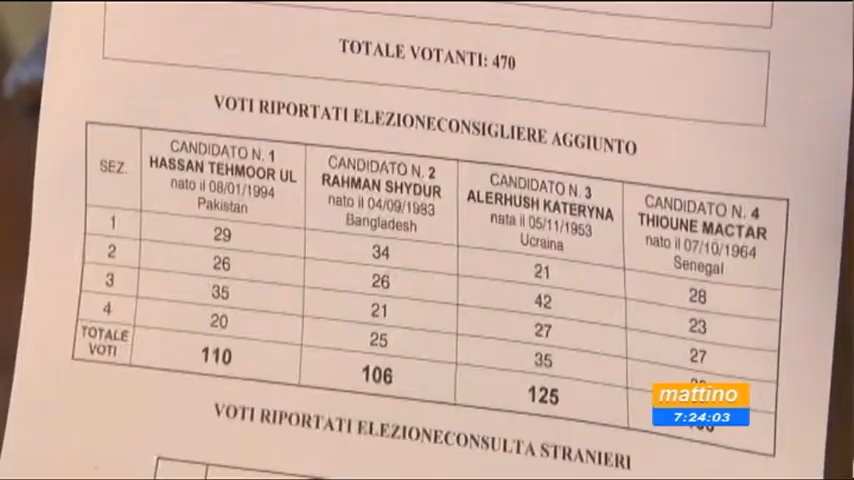 TOTALE VOTANTI: 470
VOTI RIPORTATI ELEZIONECONSIGLIERE AGGIUNTO
SEZ.
CANDIDATO N. 1
HASSAN TEHMOOR UL
nato il 08/01/1994
Pakistan
CANDIDATO N. 2
RAHMAN SHYDUR
nato il 04/09/1983
Bangladesh
CANDIDATO N. 3
ALERHUSH KATERYNA
nata il 05/11/1953
Ucraina
CANDIDATO N. 4
THIOUNE MACTAR
nato il 07/10/1964
Senegal
1 29 34 21 28
2 26 26 42 23
3 35 21 27 27
4 20 25 35
TOTALE
VOTI
110 106 125
mattino
7:24:03
VOTI RIPORTATI ELEZIONECONSULTA STRANIERI